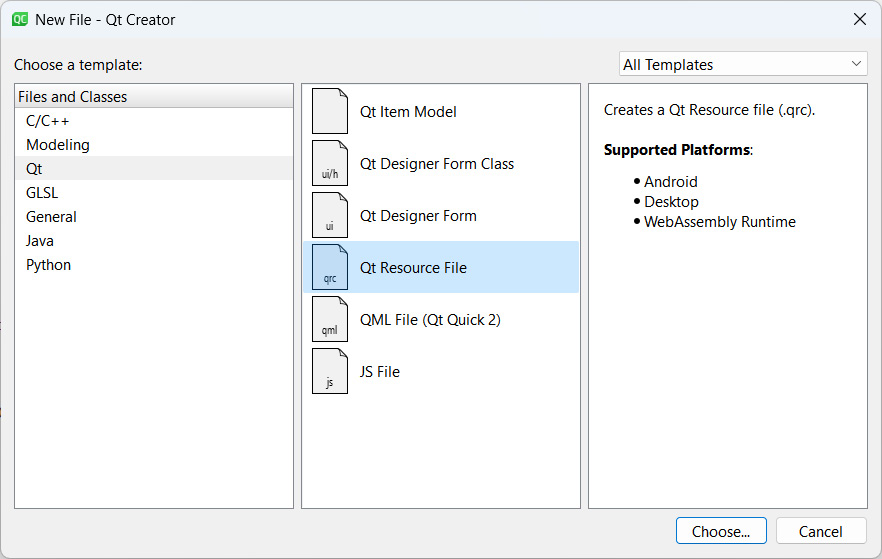 QC New File - Qt Creator
Choose a template:
All Templates
Files and Classes
C/C++
Modeling
Qt
GLSL
General
Java
Python
Qt Item Model
ui/h Qt Designer Form Class
ui Qt Designer Form
qrc Qt Resource File
qml QML File (Qt Quick 2)
js JS File
Creates a Qt Resource file (.qrc).
Supported Platforms:
• Android
• Desktop
• WebAssembly Runtime
Choose...
Cancel